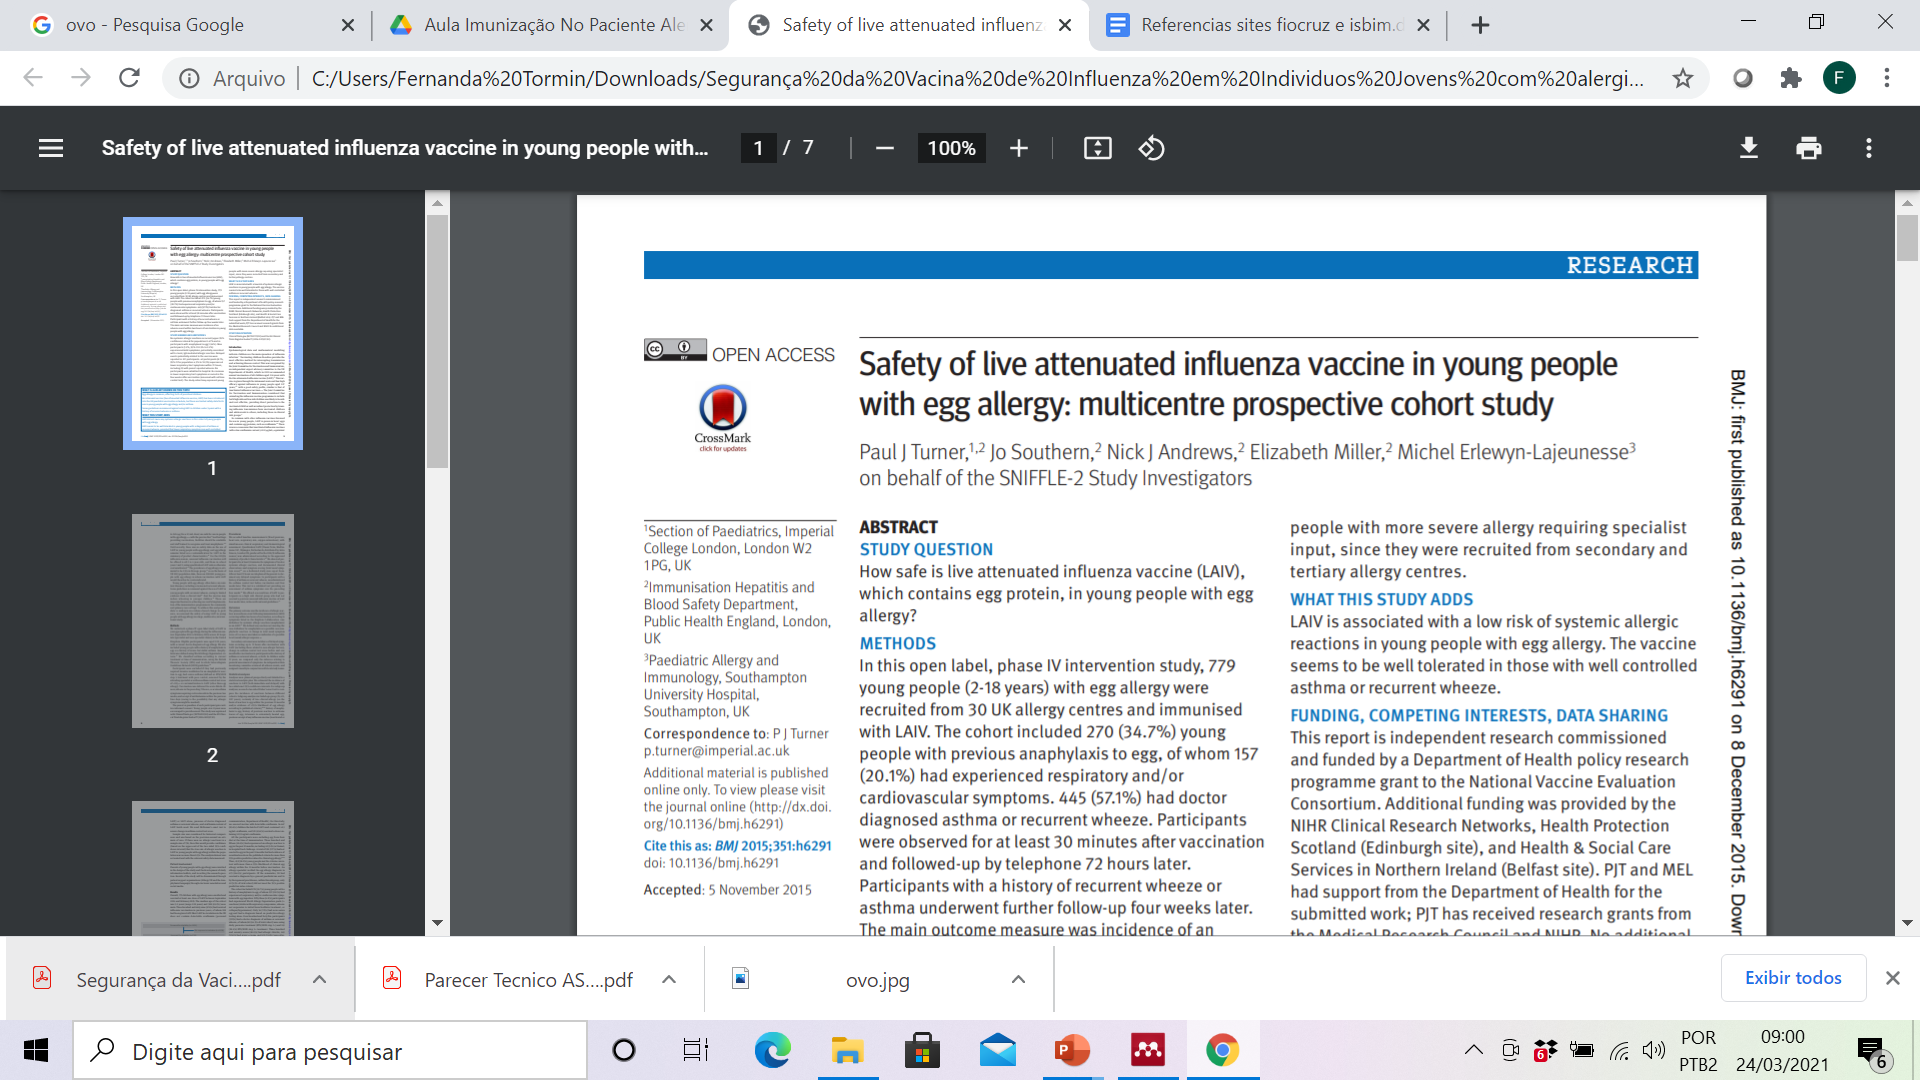 ovo - Pesquisa Google
Aula Imunização No Paciente Ale
Safety of live attenuated influenz
Referencias sites fiocruz e isbim.d
Arquivo
C:/Users/Fernanda%20Tormin/Downloads/Segurança%20da%20Vacina%20de%20Influenza%20em%20Individuos%20Jovens%20com%20alergi...
F
Safety of live attenuated influenza vaccine in young people with...
1 / 7
100%
1
2
RESEARCH
OPEN ACCESS
CrossMark
click for updates
Safety of live attenuated influenza vaccine in young people
with egg allergy: multicentre prospective cohort study
Paul J Turner,1,2 Jo Southern,2 Nick J Andrews,2 Elizabeth Miller,2 Michel Erlewyn-Lajeunesse3
on behalf of the SNIFFLE-2 Study Investigators
1Section of Paediatrics, Imperial
College London, London W2
1PG, UK
2Immunisation Hepatitis and
Blood Safety Department,
Public Health England, London,
UK
3Paediatric Allergy and
Immunology, Southampton
University Hospital,
Southampton, UK
Correspondence to: P J Turner
p.turner@imperial.ac.uk
Additional material is published
online only. To view please visit
the journal online (http://dx.doi.
org/10.1136/bmj.h6291)
Cite this as: BMJ 2015;351:h6291
doi: 10.1136/bmj.h6291
Accepted: 5 November 2015
ABSTRACT
STUDY QUESTION
How safe is live attenuated influenza vaccine (LAIV),
which contains egg protein, in young people with egg
allergy?
METHODS
In this open label, phase IV intervention study, 779
young people (2-18 years) with egg allergy were
recruited from 30 UK allergy centres and immunised
with LAIV. The cohort included 270 (34.7%) young
people with previous anaphylaxis to egg, of whom 157
(20.1%) had experienced respiratory and/or
cardiovascular symptoms. 445 (57.1%) had doctor
diagnosed asthma or recurrent wheeze. Participants
were observed for at least 30 minutes after vaccination
and followed-up by telephone 72 hours later.
Participants with a history of recurrent wheeze or
asthma underwent further follow-up four weeks later.
The main outcome measure was incidence of an
people with more severe allergy requiring specialist
input, since they were recruited from secondary and
tertiary allergy centres.
WHAT THIS STUDY ADDS
LAIV is associated with a low risk of systemic allergic
reactions in young people with egg allergy. The vaccine
seems to be well tolerated in those with well controlled
asthma or recurrent wheeze.
FUNDING, COMPETING INTERESTS, DATA SHARING
This report is independent research commissioned
and funded by a Department of Health policy research
programme grant to the National Vaccine Evaluation
Consortium. Additional funding was provided by the
NIHR Clinical Research Networks, Health Protection
Scotland (Edinburgh site), and Health & Social Care
Services in Northern Ireland (Belfast site). PJT and MEL
had support from the Department of Health for the
submitted work; PJT has received research grants from
the Medical Research Council and NIHR. No additional
BMJ: first published as 10.1136/bmj.h6291 on 8 December 2015. Down
Segurança da Vaci....pdf
Parecer Tecnico AS....pdf
ovo.jpg
Exibir todos
Digite aqui para pesquisar
POR
PTB2
09:00
24/03/2021
6
6